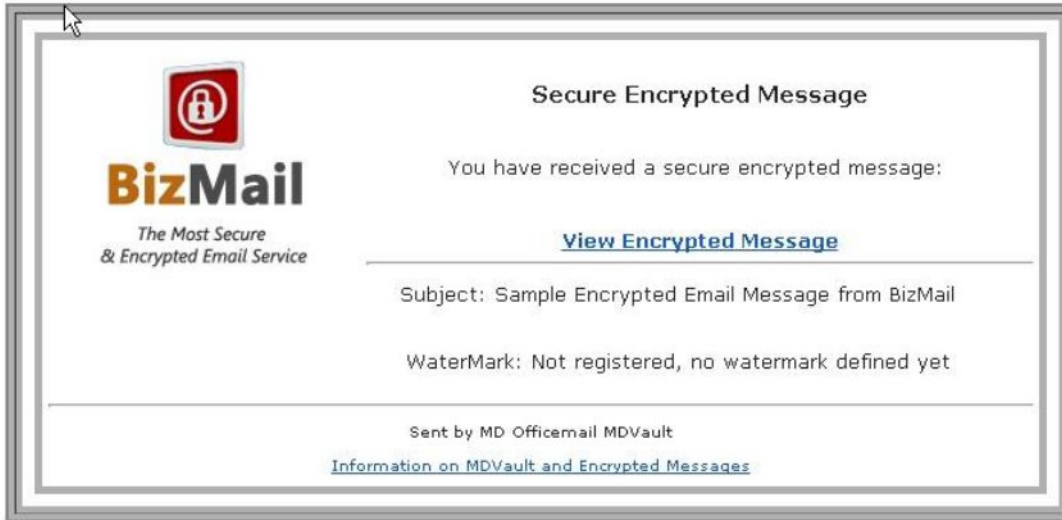 Secure Encrypted Message
You have received a secure encrypted message:
BizMail
The Most Secure
& Encrypted Email Service
View Encrypted Message
Subject: Sample Encrypted Email Message from BizMail
WaterMark: Not registered, no watermark defined yet
Sent by MD Officemail MDVault
Information on MDVault and Encrypted Messages